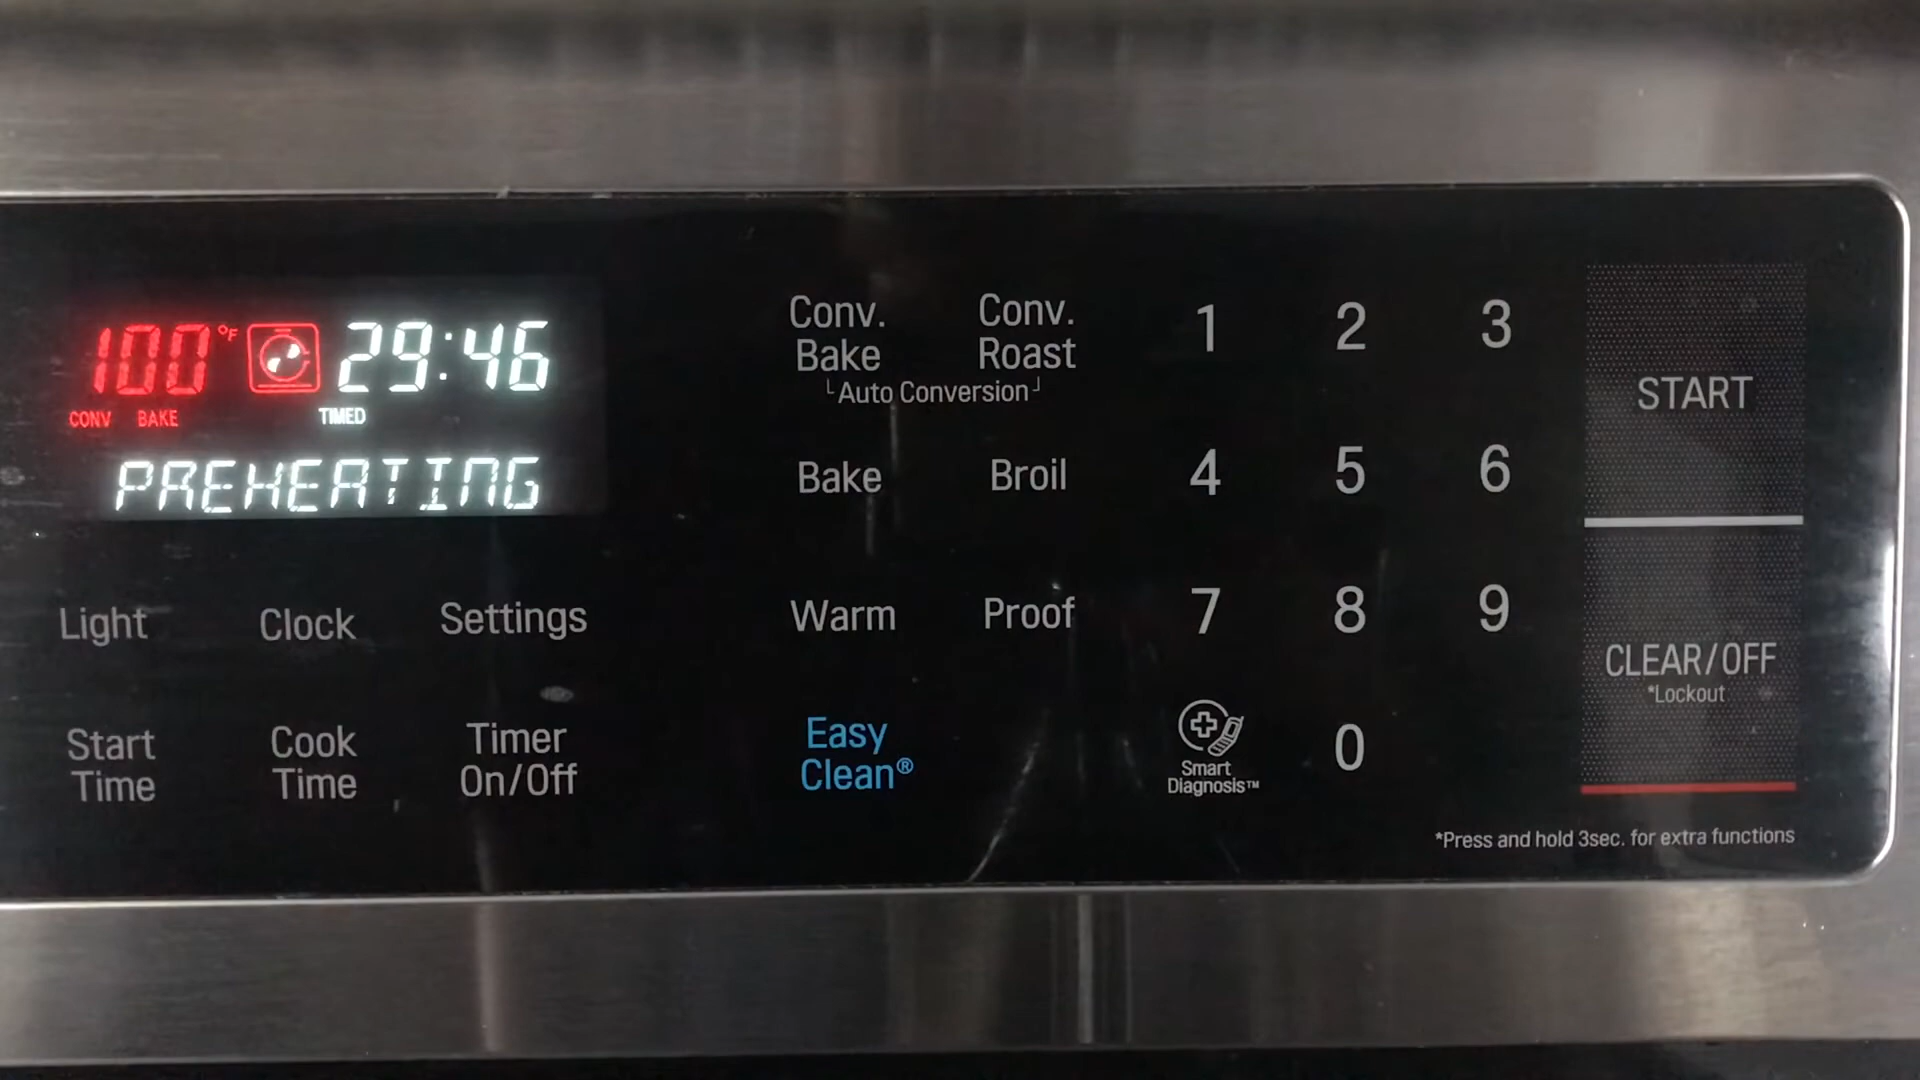 100 °F 29:46
CONV BAKE TIMED
PREHEATING
Light Clock Settings
Start Time
Cook Time
Timer On/Off
Conv. Bake
Conv. Roast
Auto Conversion
Bake Broil
Warm Proof
Easy Clean®
1 2 3
4 5 6
7 8 9
Smart Diagnosis™
0
START
CLEAR/OFF
*Lockout
*Press and hold 3sec. for extra functions